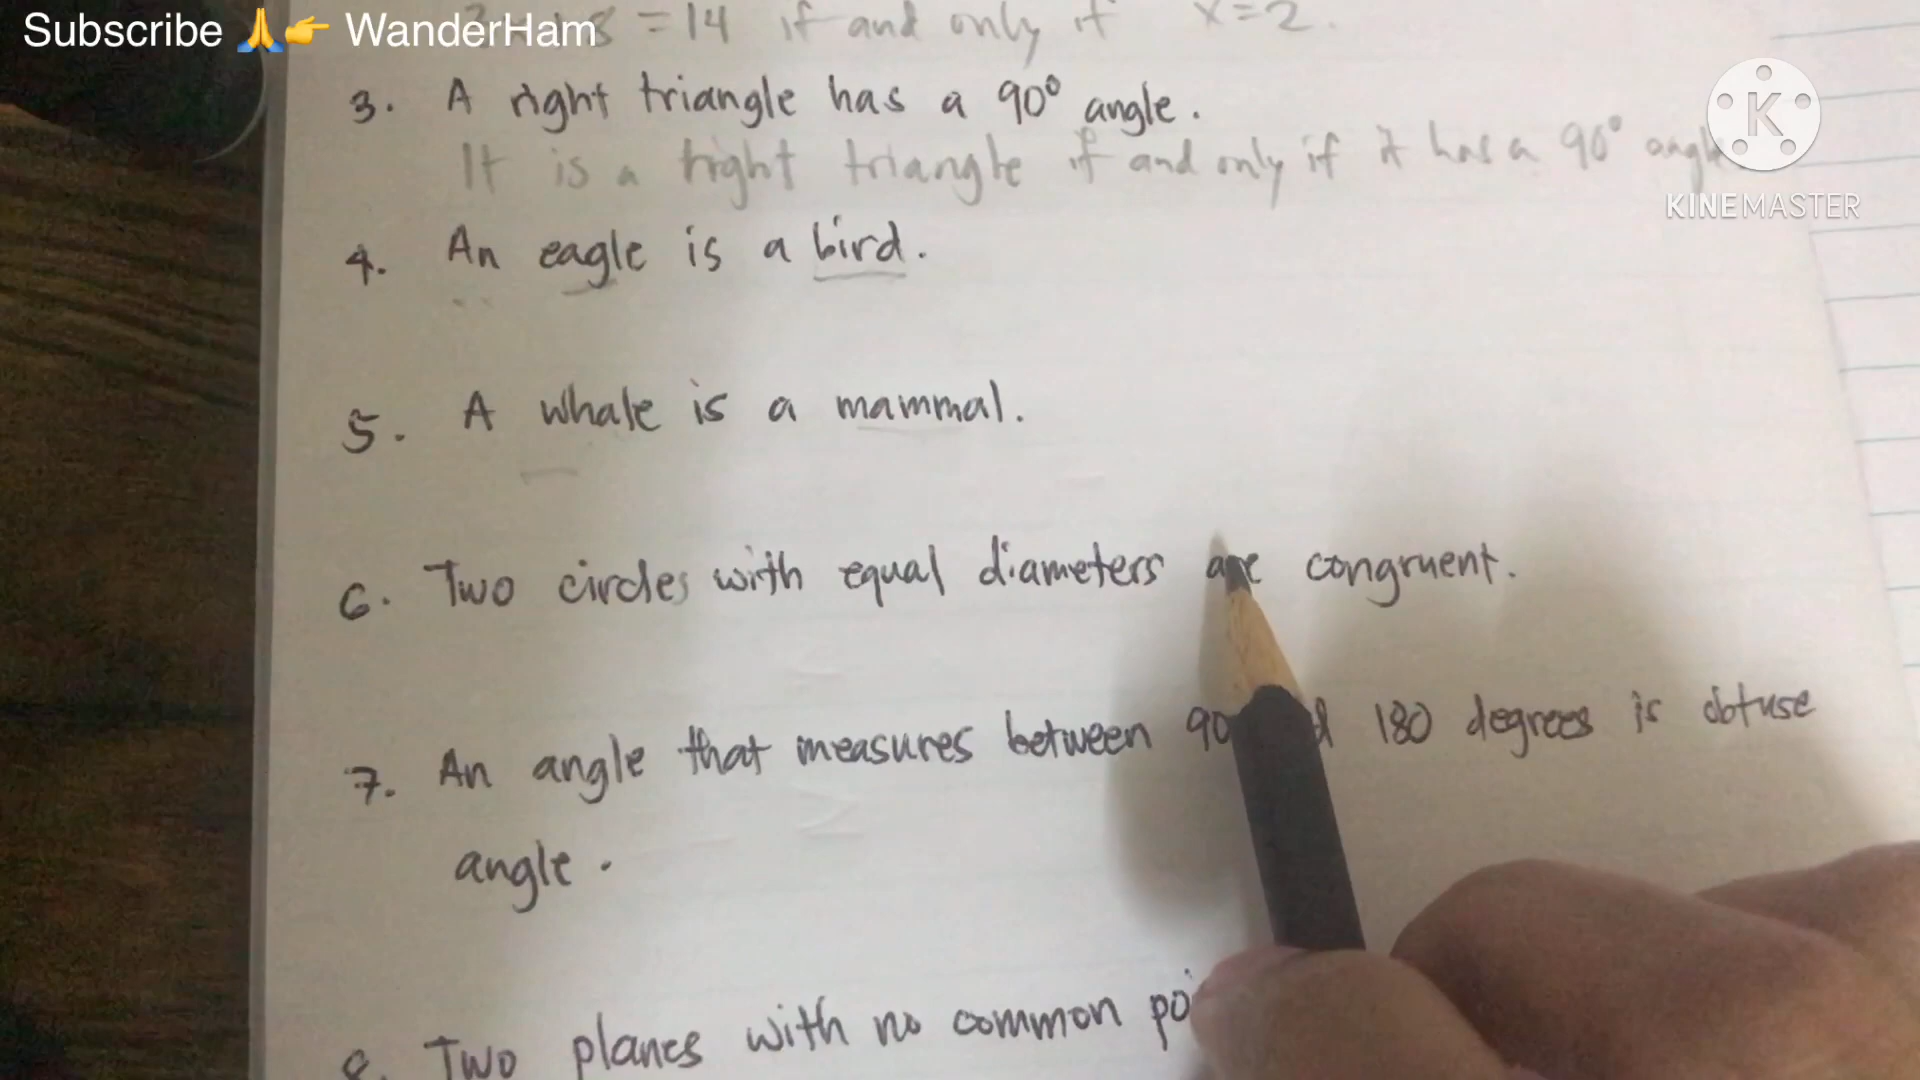 Subscribe 🙏👉 WanderHam
= 14 if and only if x = 2.
3. A right triangle has a 90° angle.
It is a right triangle if and only if it has a 90° angle
KINEMASTER
4. An eagle is a bird.
5. A whale is a mammal.
6. Two circles with equal diameters are congruent.
7. An angle that measures between 90 180 degrees is obtuse
angle.
8. Two planes with no common